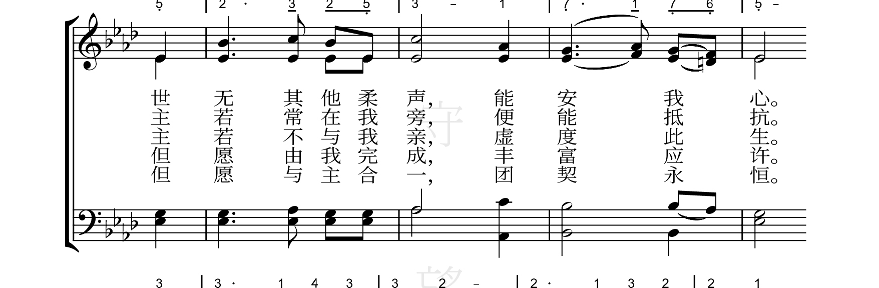 5 2 · 3 2 5 3 – 1 7 · 1 7 6 5 –
世 无 其 他 柔 声， 能 安 我 心。
主 若 常 在 我 旁， 便 能 抵 抗。
主 若 不 与 我 亲， 虚 度 此 生。
但 愿 由 我 完 成， 丰 富 应 许。
但 愿 与 主 合 一， 团 契 永 恒。
守
望
3 3 · 1 4 3 3 2 – 2 · 1 3 2 2 1